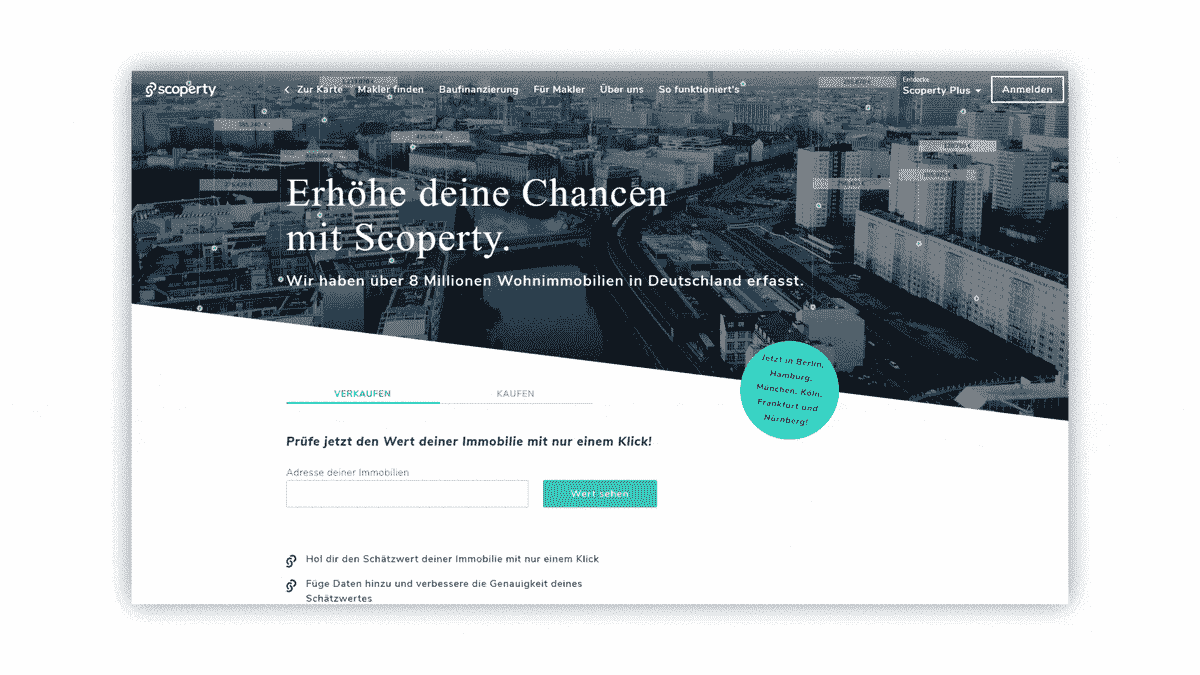 scoperty
Zur Karte
Makler finden
Baufinanzierung
Für Makler
Über uns
So funktioniert's
Entdecke
Scoperty Plus
Anmelden
Erhöhe deine Chancen
mit Scoperty.
Wir haben über 8 Millionen Wohnimmobilien in Deutschland erfasst.
Jetzt in Berlin,
Hamburg,
München, Köln,
Frankfurt und
Nürnberg!
VERKAUFEN
KAUFEN
Prüfe jetzt den Wert deiner Immobilie mit nur einem Klick!
Adresse deiner Immobilien
Wert sehen
Hol dir den Schätzwert deiner Immobilie mit nur einem Klick
Füge Daten hinzu und verbessere die Genauigkeit deines
Schätzwertes